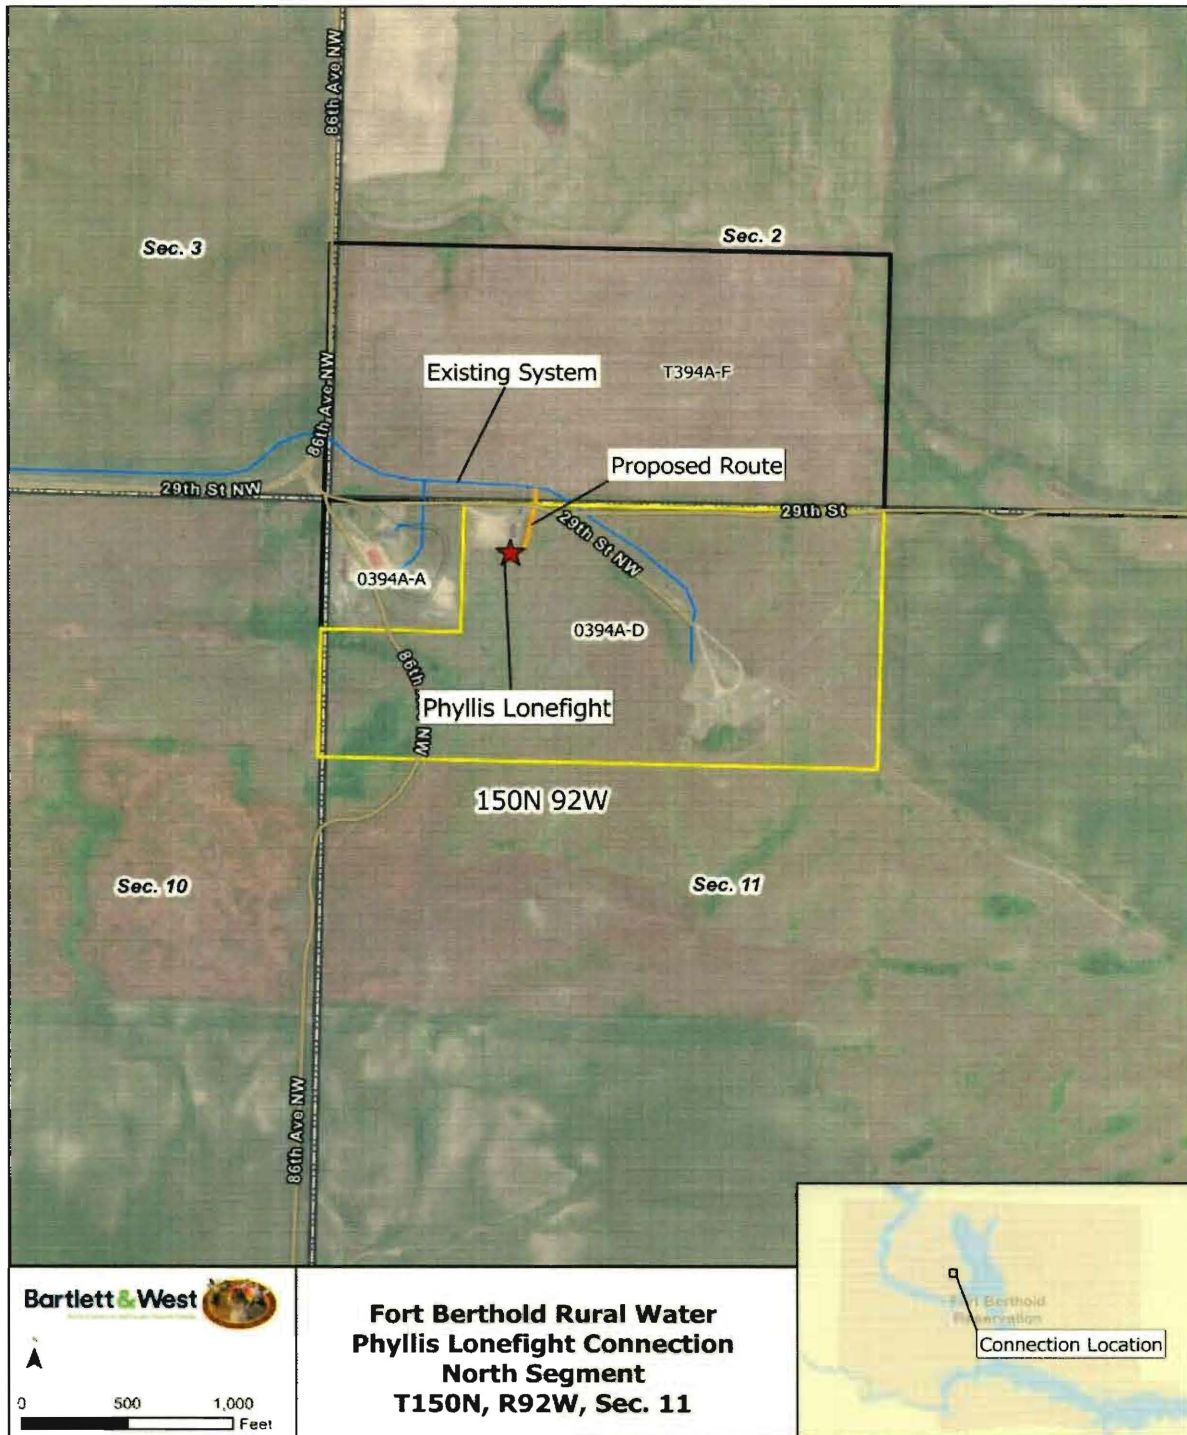 86th Ave NW
Sec. 3
Sec. 2
86th Ave NW
Existing System
T394A-F
Proposed Route
29th St NW
29th St
29th St NW
0394A-A
0394A-D
86th
NW
Phyllis Lonefight
150N 92W
Sec. 10
Sec. 11
86th Ave NW
Bartlett&West
0 500 1,000
Feet
Fort Berthold Rural Water
Phyllis Lonefight Connection
North Segment
T150N, R92W, Sec. 11
Fort Berthold
Reservation
Connection Location